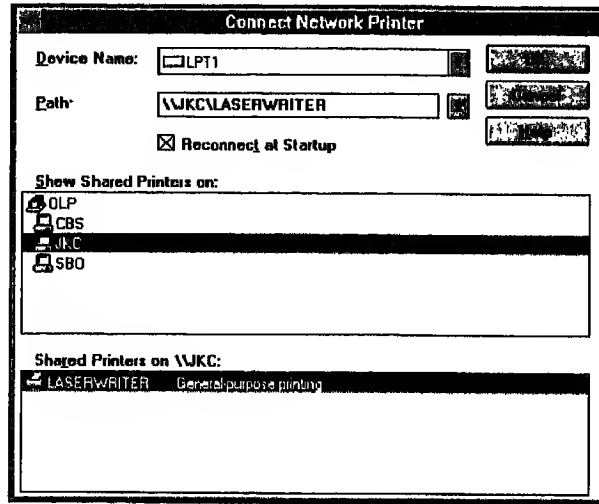 Connect Network Printer
Device Name: LPT1
Path: \\JKC\LASERWRITER
Reconnect at Startup
Show Shared Printers on:
OLP
CBS
JKC
SBO
Shared Printers on \\JKC:
LASERWRITER General-purpose printing